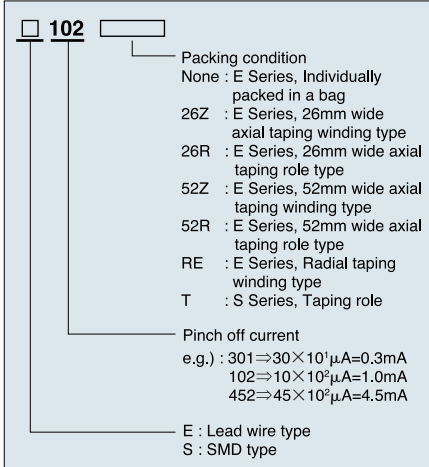 □ 102
Packing condition
None : E Series, Individually
packed in a bag
26Z : E Series, 26mm wide
axial taping winding type
26R : E Series, 26mm wide axial
taping role type
52Z : E Series, 52mm wide axial
taping winding type
52R : E Series, 52mm wide axial
taping role type
RE : E Series, Radial taping
winding type
T : S Series, Taping role
Pinch off current
e.g.) : 301⇒30×10¹μA=0.3mA
102⇒10×10²μA=1.0mA
452⇒45×10²μA=4.5mA
E : Lead wire type
S : SMD type